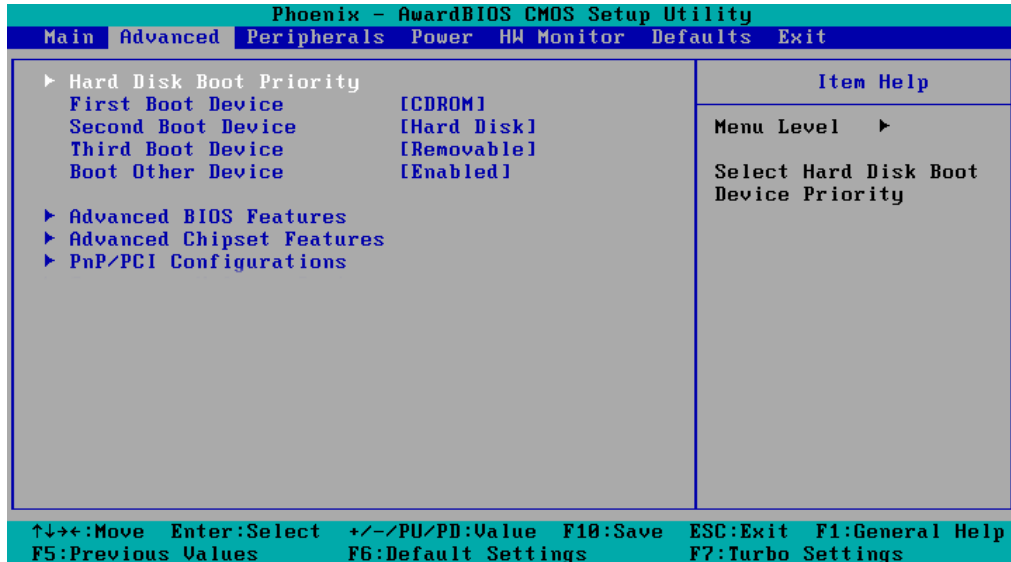 Phoenix - AwardBIOS CMOS Setup Utility
Main Advanced Peripherals Power HW Monitor Defaults Exit
▶ Hard Disk Boot Priority
First Boot Device [CDROM]
Second Boot Device [Hard Disk]
Third Boot Device [Removable]
Boot Other Device [Enabled]
▶ Advanced BIOS Features
▶ Advanced Chipset Features
▶ PnP/PCI Configurations
Item Help
Menu Level ▶
Select Hard Disk Boot
Device Priority
↑↓→←:Move Enter:Select +/-/PU/PD:Value F10:Save ESC:Exit F1:General Help
F5:Previous Values F6:Default Settings F7:Turbo Settings